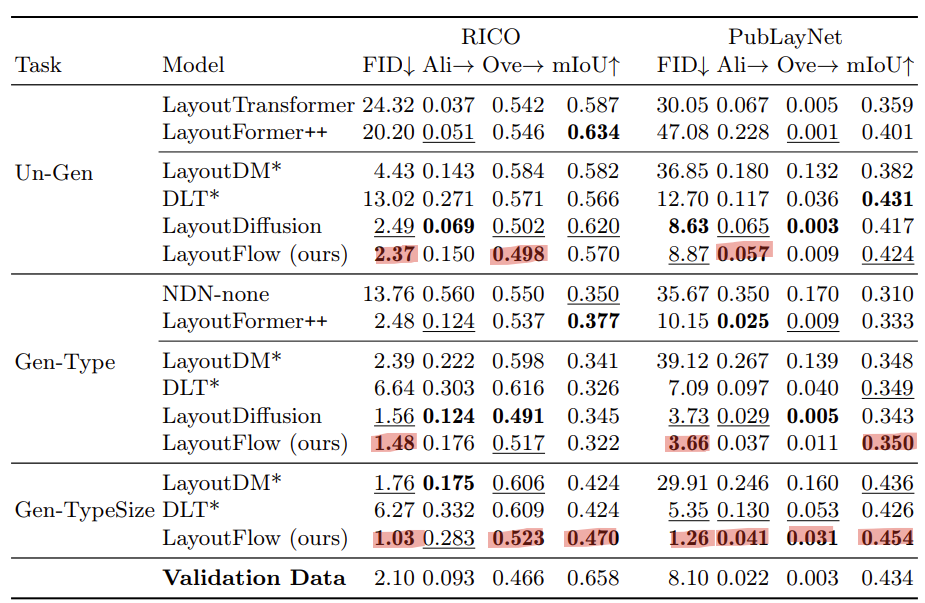 RICO PubLayNet
Task Model FID↓ Ali→ Ove→ mIoU↑ FID↓ Ali→ Ove→ mIoU↑
LayoutTransformer 24.32 0.037 0.542 0.587 30.05 0.067 0.005 0.359
LayoutFormer++ 20.20 0.051 0.546 0.634 47.08 0.228 0.001 0.401
Un-Gen LayoutDM* 4.43 0.143 0.584 0.582 36.85 0.180 0.132 0.382
DLT* 13.02 0.271 0.571 0.566 12.70 0.117 0.036 0.431
LayoutDiffusion 2.49 0.069 0.502 0.620 8.63 0.065 0.003 0.417
LayoutFlow (ours) 2.37 0.150 0.498 0.570 8.87 0.057 0.009 0.424
NDN-none 13.76 0.560 0.550 0.350 35.67 0.350 0.170 0.310
LayoutFormer++ 2.48 0.124 0.537 0.377 10.15 0.025 0.009 0.333
Gen-Type LayoutDM* 2.39 0.222 0.598 0.341 39.12 0.267 0.139 0.348
DLT* 6.64 0.303 0.616 0.326 7.09 0.097 0.040 0.349
LayoutDiffusion 1.56 0.124 0.491 0.345 3.73 0.029 0.005 0.343
LayoutFlow (ours) 1.48 0.176 0.517 0.322 3.66 0.037 0.011 0.350
LayoutDM* 1.76 0.175 0.606 0.424 29.91 0.246 0.160 0.436
Gen-TypeSize DLT* 6.27 0.332 0.609 0.424 5.35 0.130 0.053 0.426
LayoutFlow (ours) 1.03 0.283 0.523 0.470 1.26 0.041 0.031 0.454
Validation Data 2.10 0.093 0.466 0.658 8.10 0.022 0.003 0.434